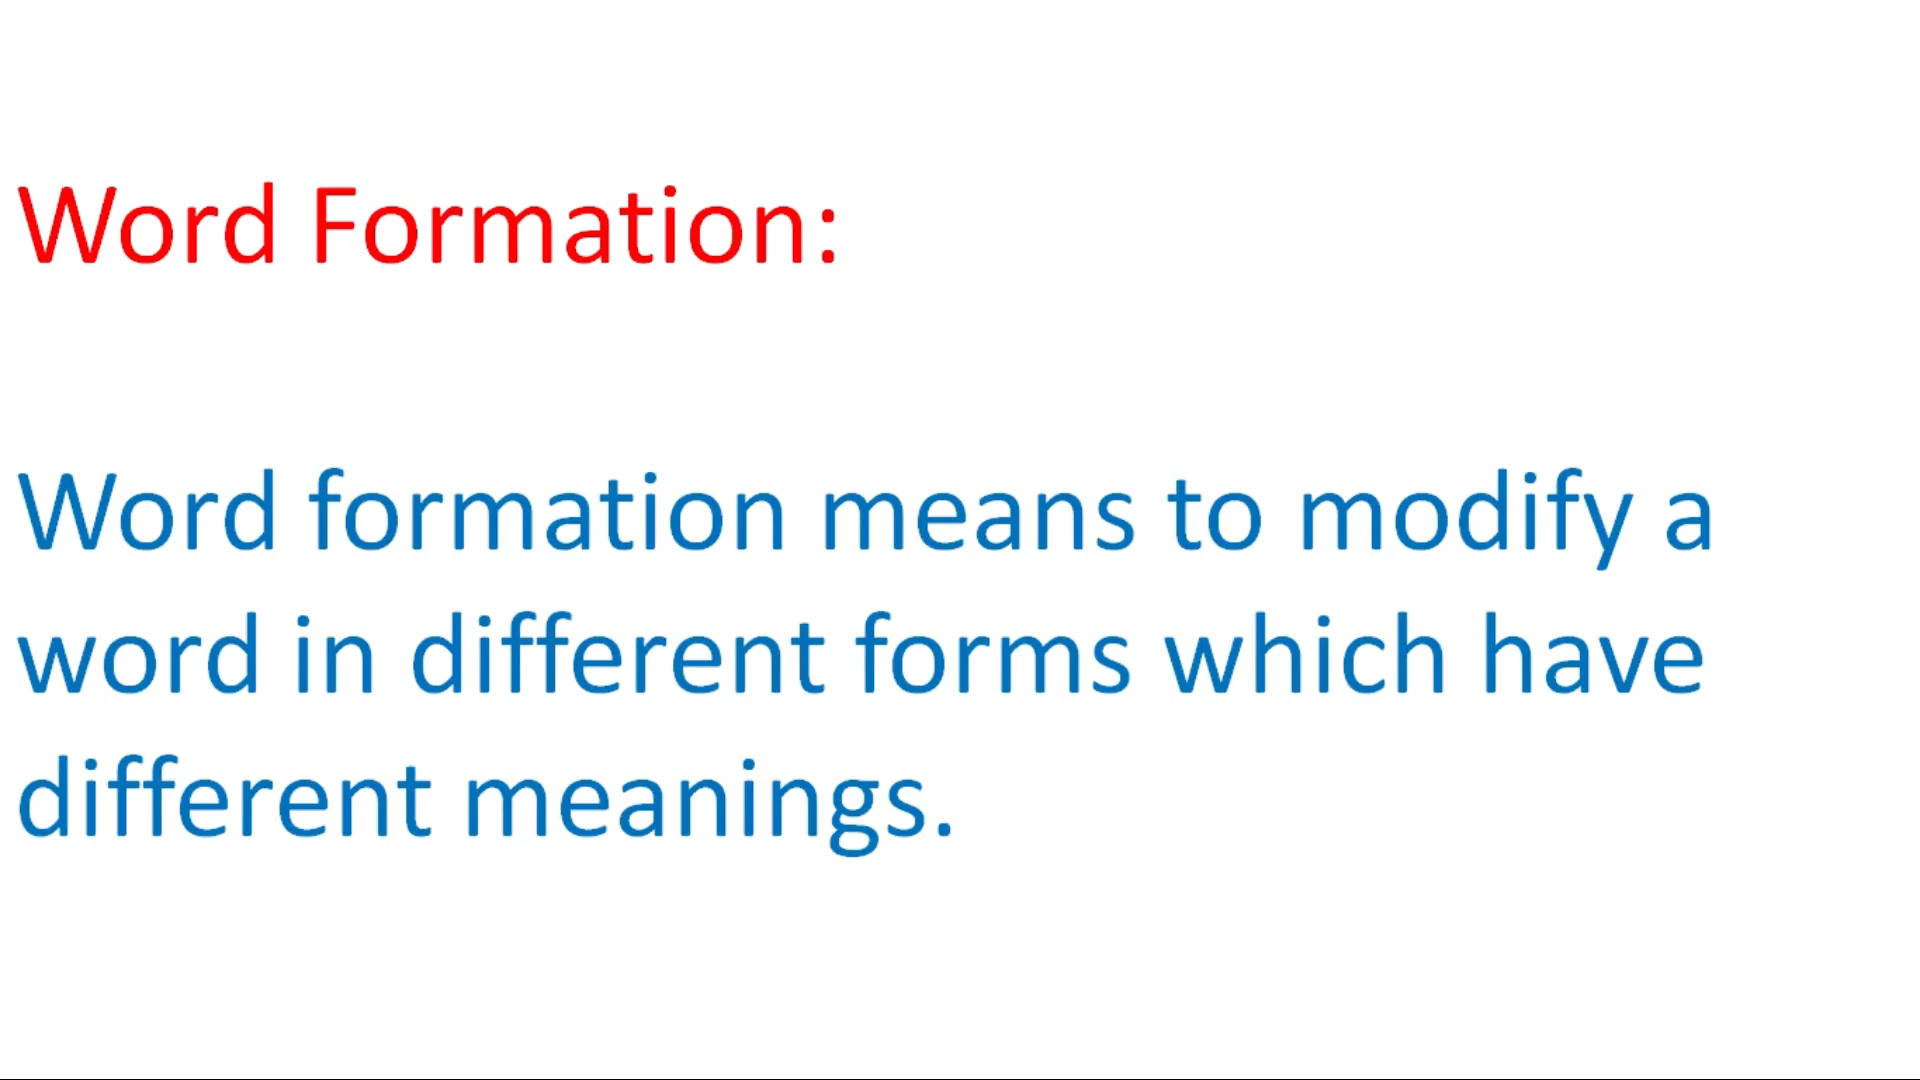 Word Formation:
Word formation means to modify a
word in different forms which have
different meanings.